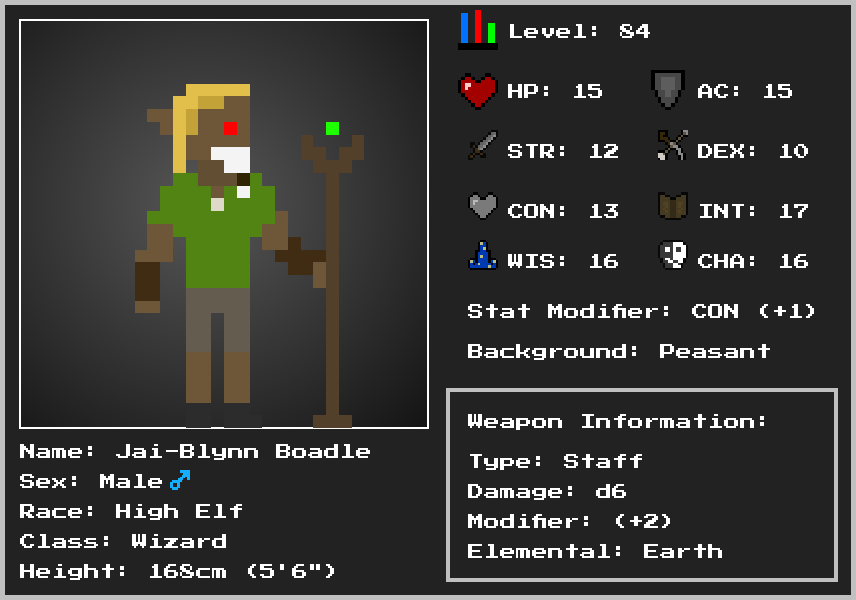 Level: 84
HP: 15 AC: 15
STR: 12 DEX: 10
CON: 13 INT: 17
WIS: 16 CHA: 16
Stat Modifier: CON (+1)
Background: Peasant
Weapon Information:
Type: Staff
Damage: d6
Modifier: (+2)
Elemental: Earth
Name: Jai-Blynn Boadle
Sex: Male ♂
Race: High Elf
Class: Wizard
Height: 168cm (5'6")